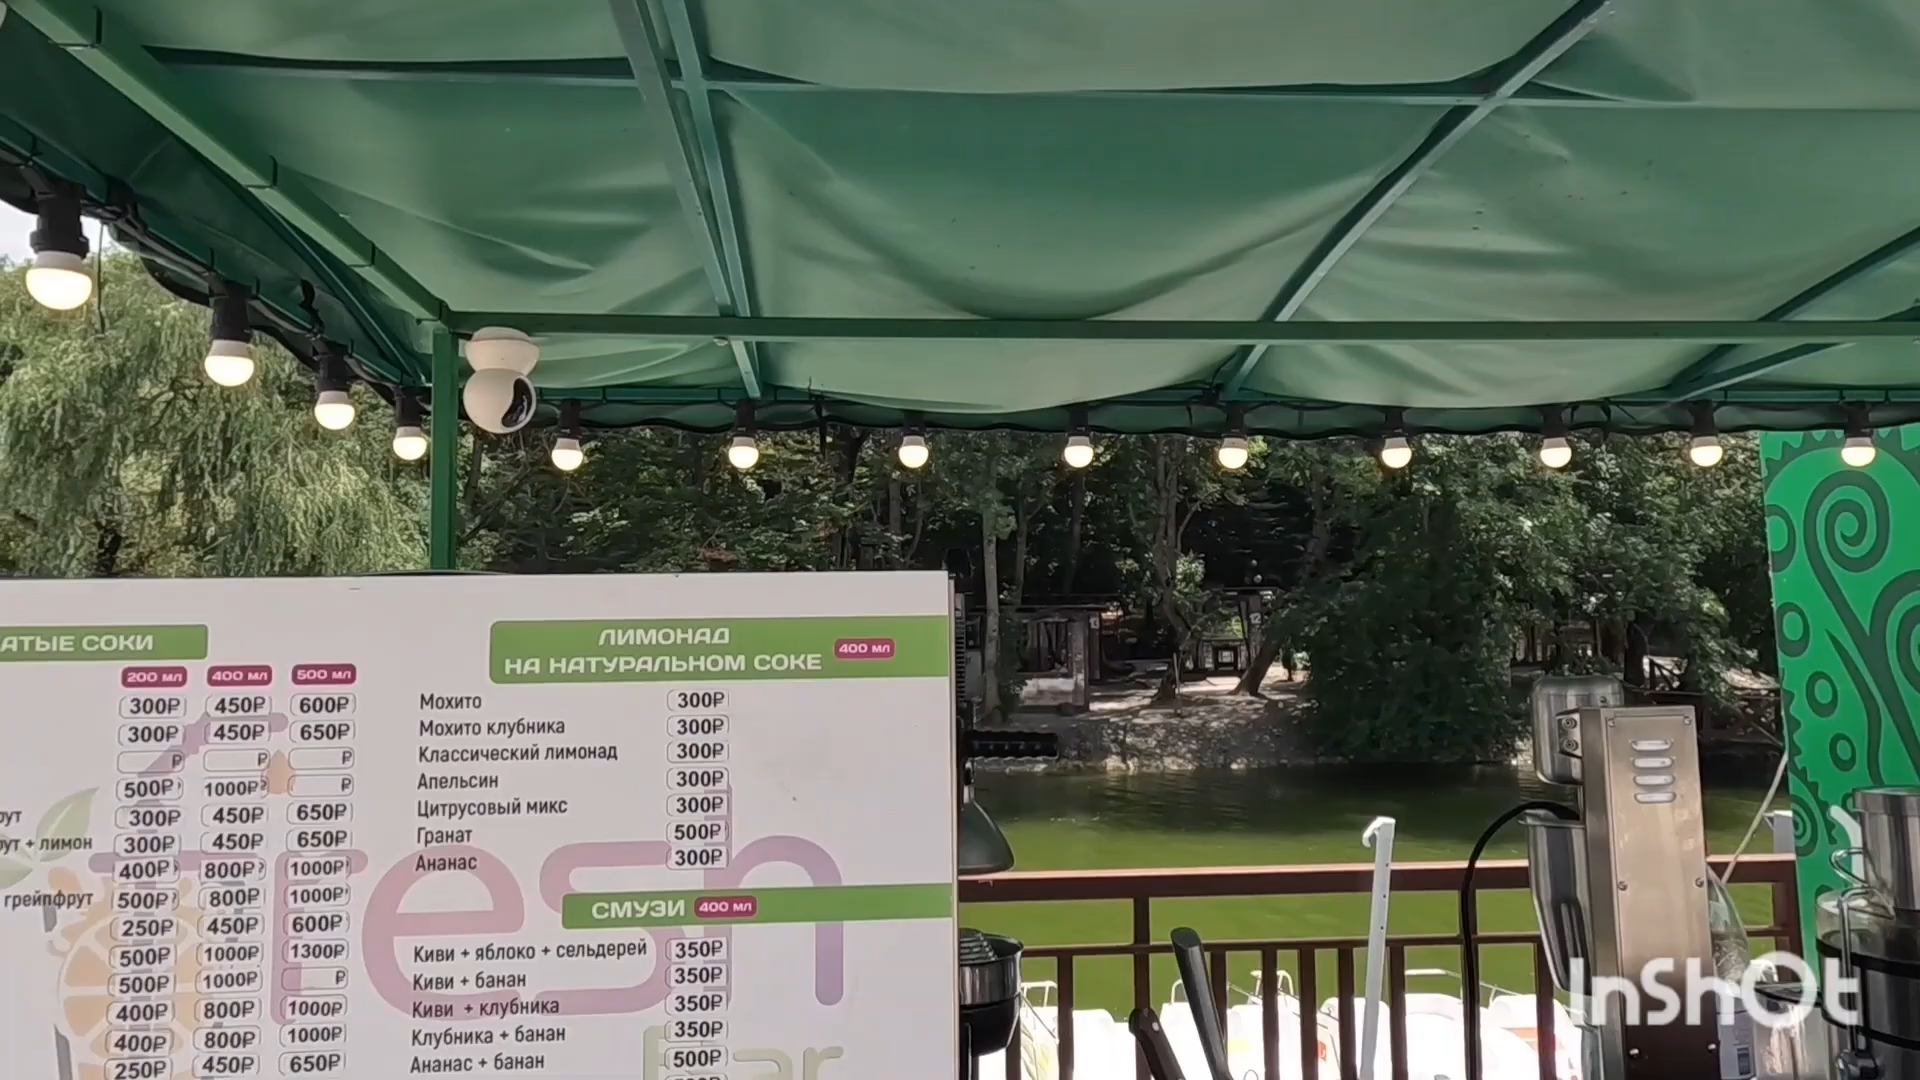 АТЫЕ СОКИ
200 мл 400 мл 500 мл
300₽ 450₽ 600₽
300₽ 450₽ 650₽
₽ ₽ ₽
500₽ 1000₽ ₽
рут 300₽ 450₽ 650₽
рут + лимон 300₽ 450₽ 650₽
400₽ 800₽ 1000₽
грейпфрут 500₽ 800₽ 1000₽
250₽ 450₽ 600₽
500₽ 1000₽ 1300₽
500₽ 1000₽ ₽
400₽ 800₽ 1000₽
400₽ 800₽ 1000₽
250₽ 450₽ 650₽
ЛИМОНАД
НА НАТУРАЛЬНОМ СОКЕ 400 мл
Мохито 300₽
Мохито клубника 300₽
Классический лимонад 300₽
Апельсин 300₽
Цитрусовый микс 300₽
Гранат 500₽
Ананас 300₽
СМУЗИ 400 мл
Киви + яблоко + сельдерей 350₽
Киви + банан 350₽
Киви + клубника 350₽
Клубника + банан 350₽
Ананас + банан 500₽
Fresh
bar
InShOt